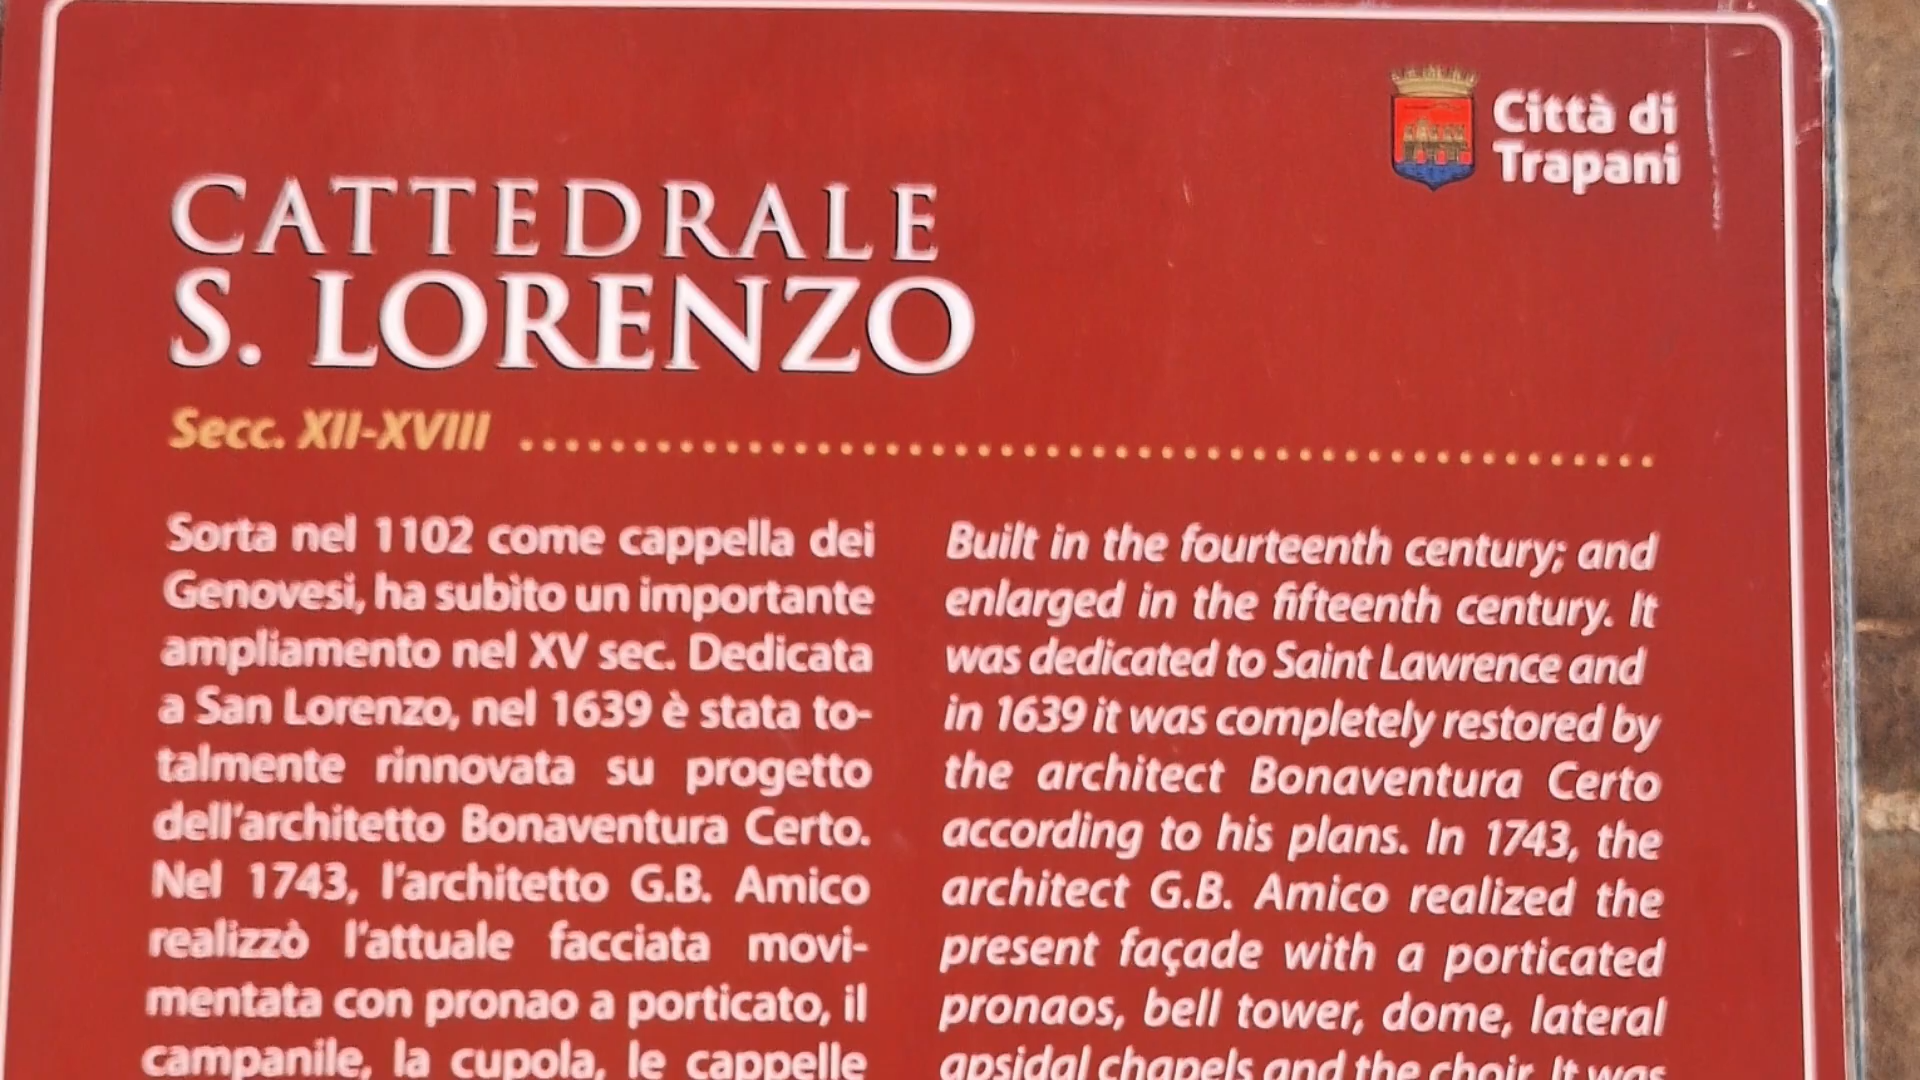 Città di
Trapani
CATTEDRALE
S. LORENZO
Secc. XII-XVIII
Sorta nel 1102 come cappella dei
Genovesi, ha subìto un importante
ampliamento nel XV sec. Dedicata
a San Lorenzo, nel 1639 è stata to-
talmente rinnovata su progetto
dell'architetto Bonaventura Certo.
Nel 1743, l'architetto G.B. Amico
realizzò l'attuale facciata movi-
mentata con pronao a porticato, il
campanile, la cupola, le cappelle
Built in the fourteenth century; and
enlarged in the fifteenth century. It
was dedicated to Saint Lawrence and
in 1639 it was completely restored by
the architect Bonaventura Certo
according to his plans. In 1743, the
architect G.B. Amico realized the
present façade with a porticated
pronaos, bell tower, dome, lateral
apsidal chapels and the choir. It was